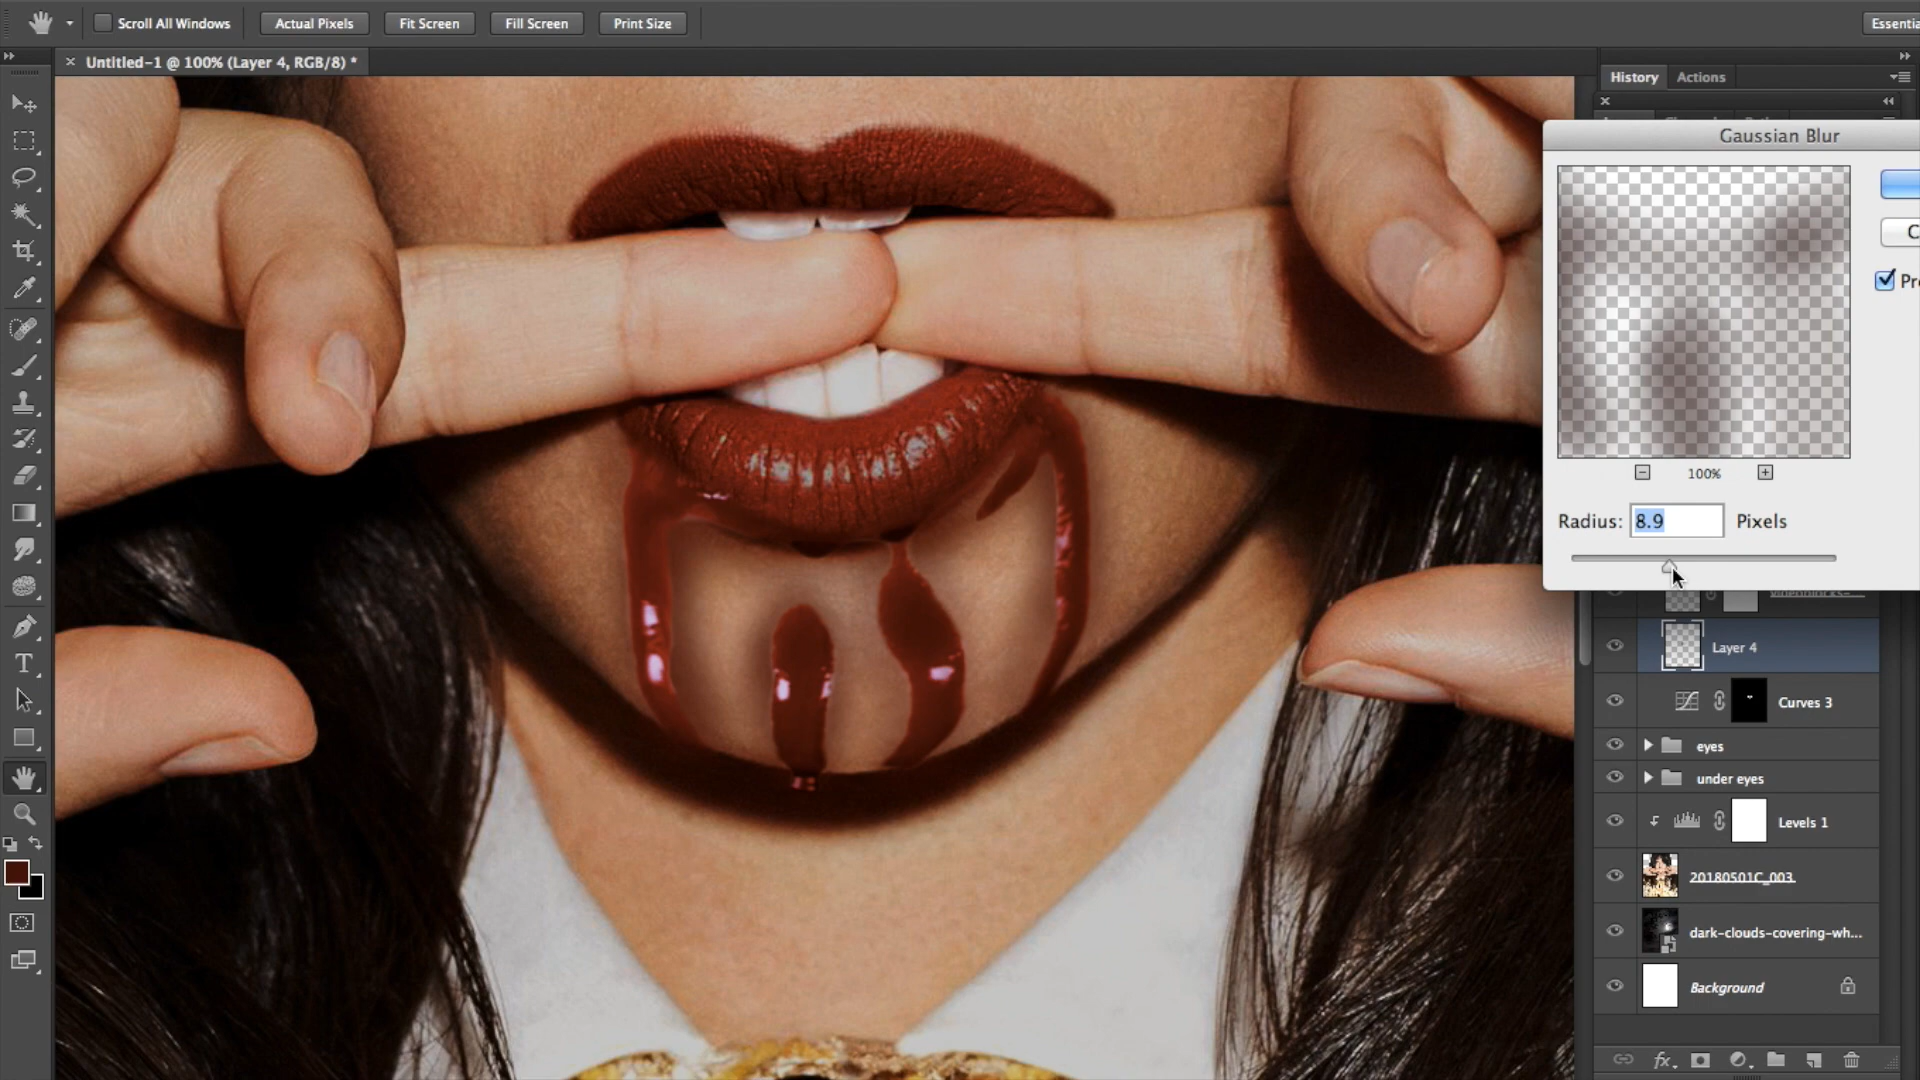 Scroll All Windows
Actual Pixels
Fit Screen
Fill Screen
Print Size
Essentia
Untitled-1 @ 100% (Layer 4, RGB/8) *
History
Actions
Gaussian Blur
C
Pre
100%
Radius: 8.9 Pixels
Layer 4
Curves 3
eyes
under eyes
Levels 1
20180501C_003
dark-clouds-covering-wh...
Background